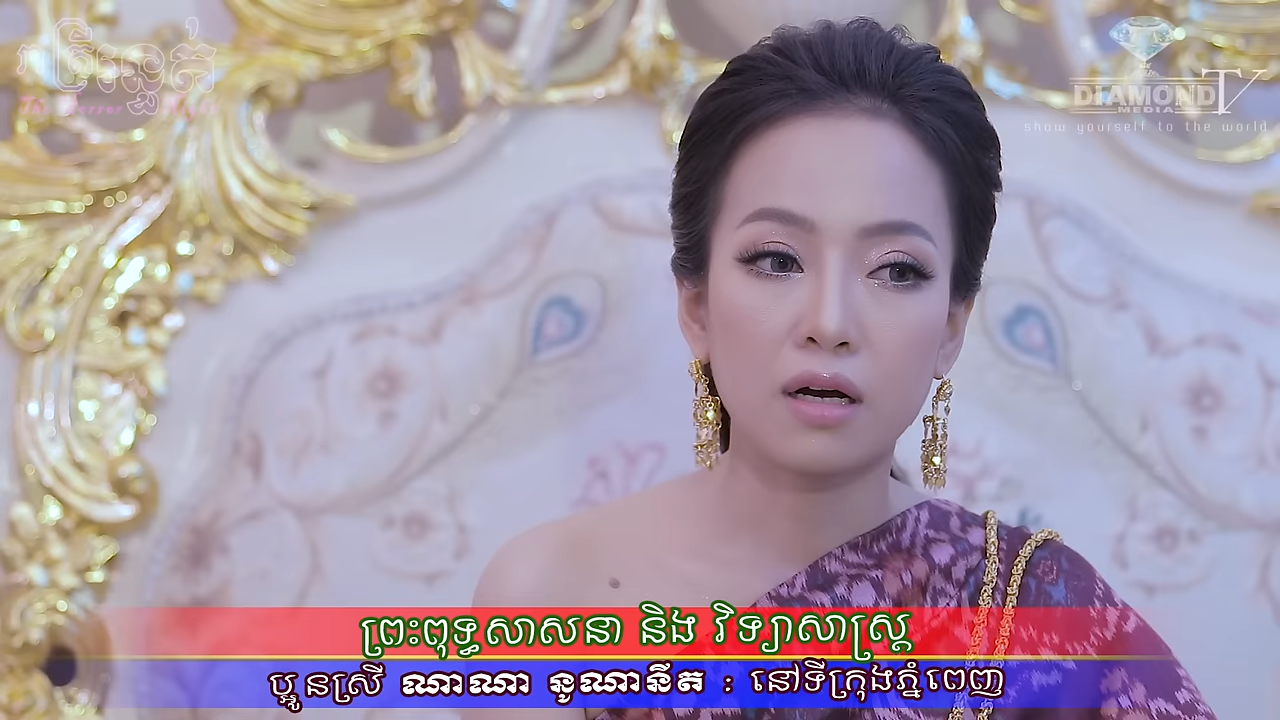 DIAMOND TV
MEDIA
show yourself to the world
ព្រះពុទ្ធសាសនា និង វិទ្យាសាស្ត្រ
ប្អូនស្រី ណាណា នូណានីត : នៅទីក្រុងភ្នំពេញ